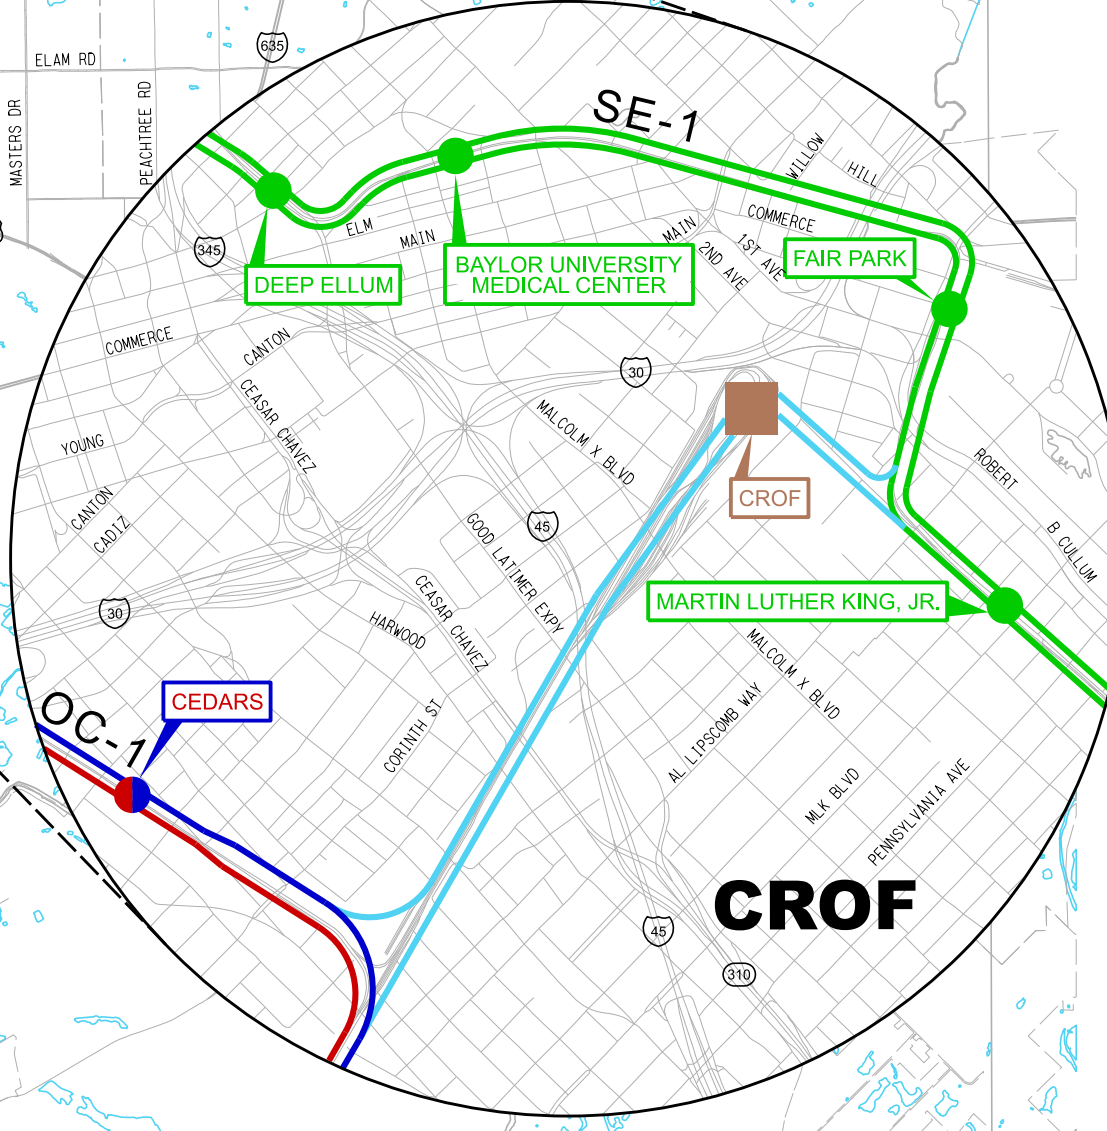 635
ELAM RD
MASTERS DR
PEACHTREE RD
SE-1
WILLOW
HILL
COMMERCE
ELM
MAIN
MAIN
2ND AVE
1ST AVE
345
DEEP ELLUM
BAYLOR UNIVERSITY
MEDICAL CENTER
FAIR PARK
COMMERCE
CANTON
30
CEASAR CHAVEZ
MALCOLM X BLVD
YOUNG
CANTON
CADIZ
CROF
ROBERT
B CULLUM
45
GOOD LATIMER EXPY
CEASAR CHAVEZ
30
HARWOOD
MARTIN LUTHER KING, JR.
MALCOLM X BLVD
CEDARS
OC-1
CORINTH ST
AL LIPSCOMB WAY
MLK BLVD
PENNSYLVANIA AVE
CROF
45
310